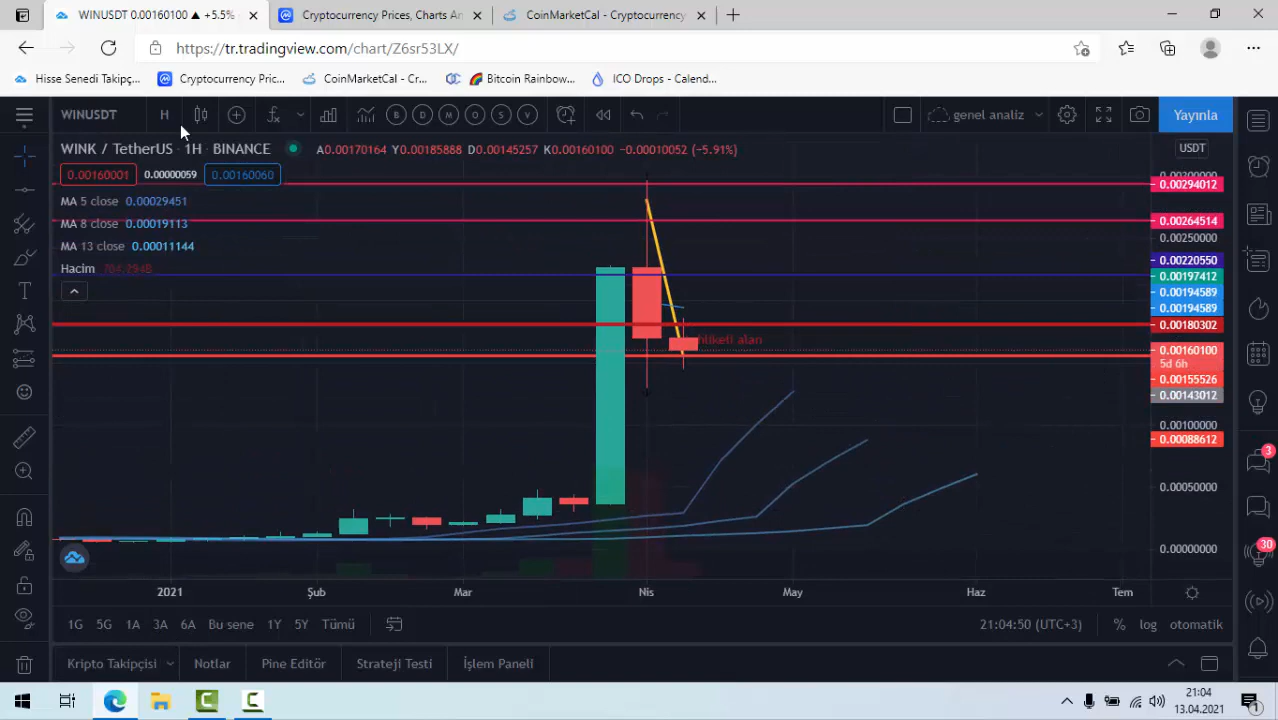 WINUSDT 0.00160100 ▲ +5.5%
Cryptocurrency Prices, Charts An
CoinMarketCal - Cryptocurrency
https://tr.tradingview.com/chart/Z6sr53LX/
Hisse Senedi Takipç...
Cryptocurrency Pric...
CoinMarketCal - Cr...
Bitcoin Rainbow...
ICO Drops - Calend...
WINUSDT
H
B
D
M
O
S
V
genel analiz
Yayınla
WINK / TetherUS · 1H · BINANCE
A0.00170164 Y0.00185888 D0.00145257 K0.00160100 −0.00010052 (−5.91%)
USDT
0.00160001
0.00000059
0.00160060
MA 5 close 0.00029451
MA 8 close 0.00019113
MA 13 close 0.00011144
Hacim 704.294B
0.00294012
0.00264514
0.00250000
0.00220550
0.00197412
0.00194589
0.00194589
0.00180302
hlikeli alan
0.00160100
5d 6h
0.00155526
0.00143012
0.00100000
0.00088612
0.00050000
0.00000000
2021
Şub
Mar
Nis
May
Haz
Tem
1G
5G
1A
3A
6A
Bu sene
1Y
5Y
Tümü
21:04:50 (UTC+3)
%
log
otomatik
Kripto Takipçisi
Notlar
Pine Editör
Strateji Testi
İşlem Paneli
3
30
21:04
13.04.2021
1